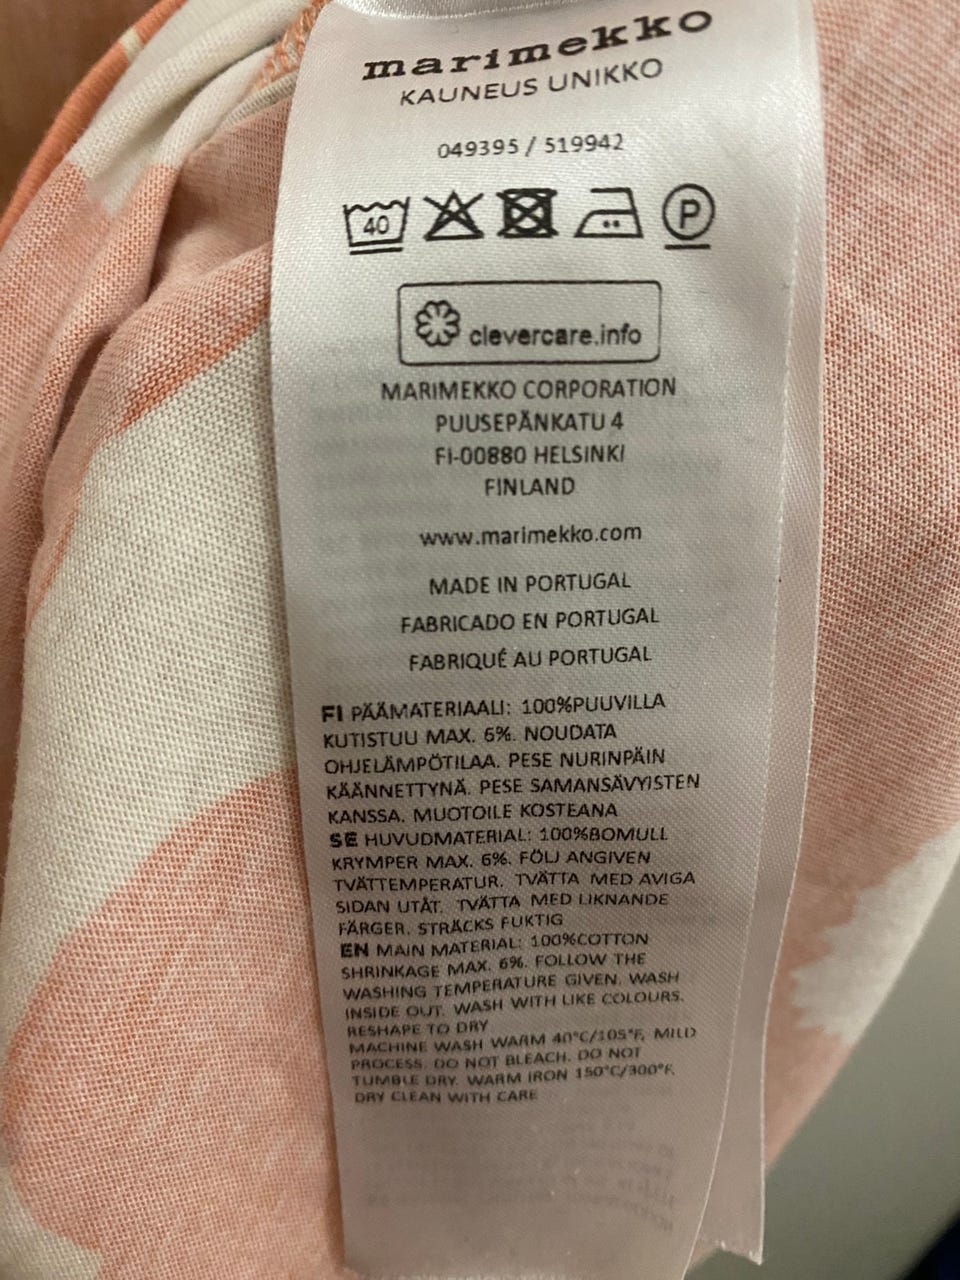 marimekko
KAUNEUS UNIKKO
049395 / 519942
40 P
clevercare.info
MARIMEKKO CORPORATION
PUUSEPÄNKATU 4
FI-00880 HELSINKI
FINLAND
www.marimekko.com
MADE IN PORTUGAL
FABRICADO EN PORTUGAL
FABRIQUÉ AU PORTUGAL
FI PÄÄMATERIAALI: 100%PUUVILLA
KUTISTUU MAX. 6%. NOUDATA
OHJELÄMPÖTILAA. PESE NURINPÄIN
KÄÄNNETTYNÄ. PESE SAMANSÄVYISTEN
KANSSA. MUOTOILE KOSTEANA
SE HUVUDMATERIAL: 100%BOMULL
KRYMPER MAX. 6%. FÖLJ ANGIVEN
TVÄTTEMPERATUR. TVÄTTA MED AVIGA
SIDAN UTÅT. TVÄTTA MED LIKNANDE
FÄRGER. STRÄCKS FUKTIG
EN MAIN MATERIAL: 100%COTTON
SHRINKAGE MAX. 6%. FOLLOW THE
WASHING TEMPERATURE GIVEN. WASH
INSIDE OUT. WASH WITH LIKE COLOURS.
RESHAPE TO DRY
MACHINE WASH WARM 40°C/105°F, MILD
PROCESS. DO NOT BLEACH. DO NOT
TUMBLE DRY. WARM IRON 150°C/300°F.
DRY CLEAN WITH CARE